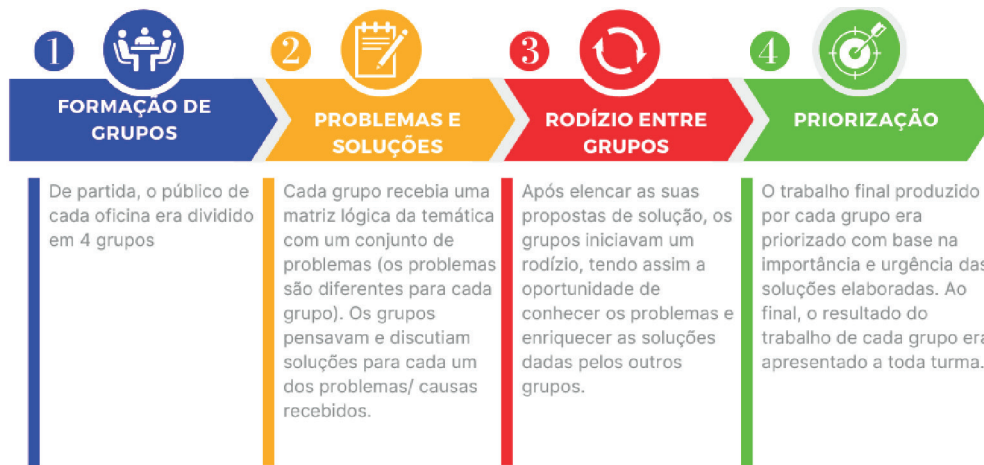 1
FORMAÇÃO DE
GRUPOS
De partida, o público de
cada oficina era dividido
em 4 grupos
2
PROBLEMAS E
SOLUÇÕES
Cada grupo recebia uma
matriz lógica da temática
com um conjunto de
problemas (os problemas
são diferentes para cada
grupo). Os grupos
pensavam e discutiam
soluções para cada um
dos problemas/ causas
recebidos.
3
RODÍZIO ENTRE
GRUPOS
Após elencar as suas
propostas de solução, os
grupos iniciavam um
rodízio, tendo assim a
oportunidade de
conhecer os problemas e
enriquecer as soluções
dadas pelos outros
grupos.
4
PRIORIZAÇÃO
O trabalho final produzido
por cada grupo era
priorizado com base na
importância e urgência das
soluções elaboradas. Ao
final, o resultado do
trabalho de cada grupo era
apresentado a toda turma.